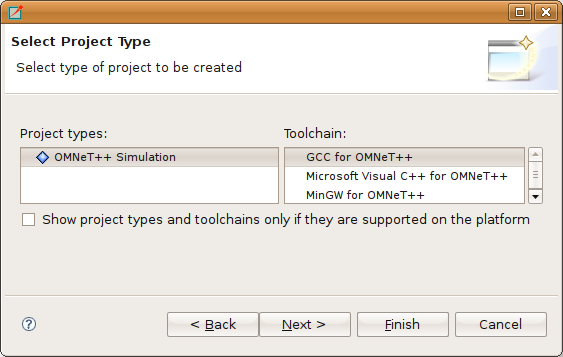 Select Project Type
Select type of project to be created
Project types:
Toolchain:
OMNeT++ Simulation
GCC for OMNeT++
Microsoft Visual C++ for OMNeT++
MinGW for OMNeT++
Show project types and toolchains only if they are supported on the platform
?
< Back
Next >
Finish
Cancel